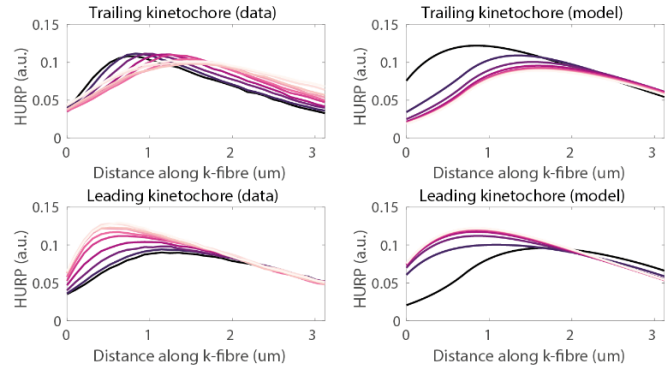 Trailing kinetochore (data)
HURP (a.u.)
0.15
0.1
0.05
0
0 1 2 3
Distance along k-fibre (um)
Trailing kinetochore (model)
HURP (a.u.)
0.15
0.1
0.05
0
0 1 2 3
Distance along k-fibre (um)
Leading kinetochore (data)
HURP (a.u.)
0.15
0.1
0.05
0
0 1 2 3
Distance along k-fibre (um)
Leading kinetochore (model)
HURP (a.u.)
0.15
0.1
0.05
0
0 1 2 3
Distance along k-fibre (um)